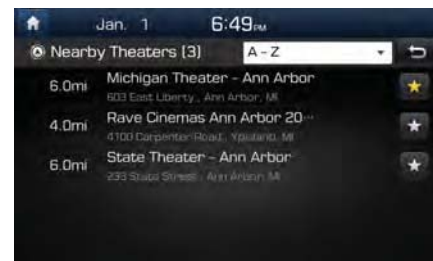 Jan. 1 6:49 PM
Nearby Theaters (3) A - Z
6.0mi Michigan Theater - Ann Arbor
603 East Liberty , Ann Arbor, MI
4.0mi Rave Cinemas Ann Arbor 20···
4100 Carpenter Road , Ypsilanti, MI
6.0mi State Theater - Ann Arbor
233 State Street , Ann Arbor, MI